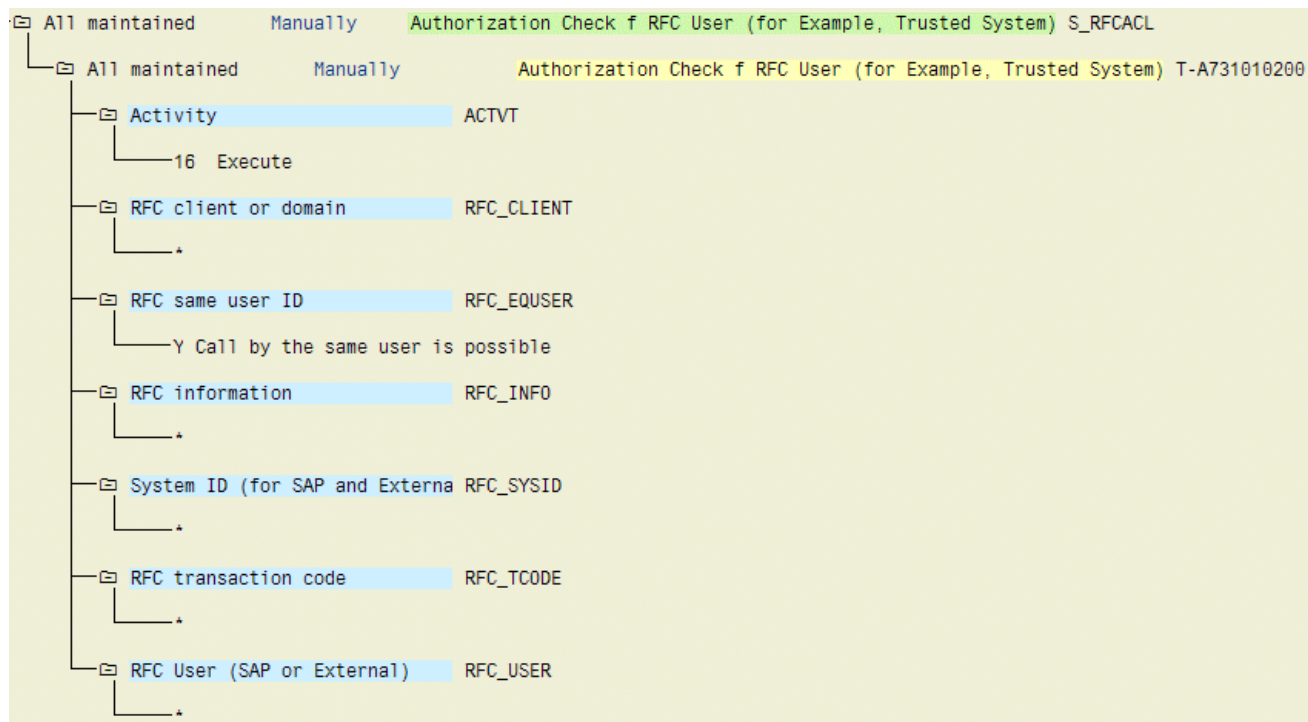 All maintained Manually Authorization Check f RFC User (for Example, Trusted System) S_RFCACL
All maintained Manually Authorization Check f RFC User (for Example, Trusted System) T-A731010200
Activity ACTVT
16 Execute
RFC client or domain RFC_CLIENT
*
RFC same user ID RFC_EQUSER
Y Call by the same user is possible
RFC information RFC_INFO
*
System ID (for SAP and Externa RFC_SYSID
*
RFC transaction code RFC_TCODE
*
RFC User (SAP or External) RFC_USER
*